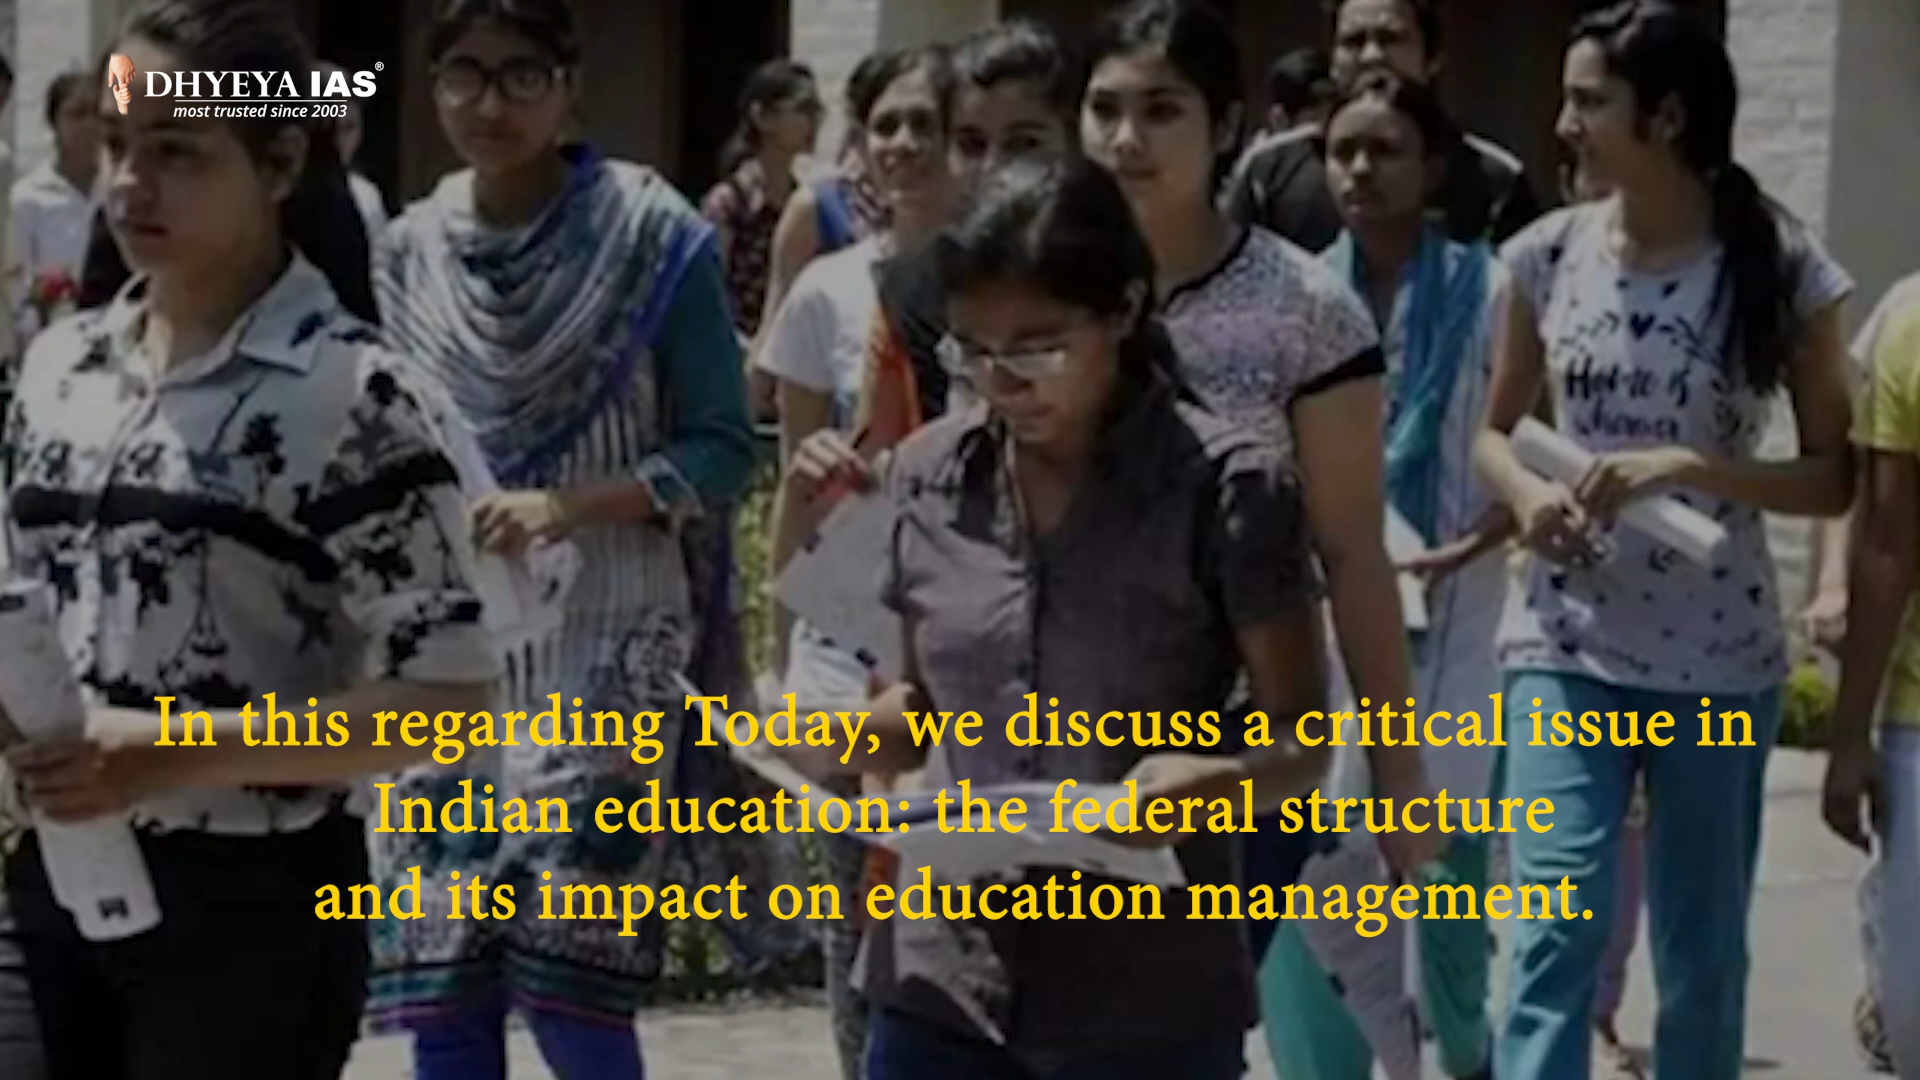 DHYEYA IAS®
most trusted since 2003
In this regarding Today, we discuss a critical issue in
Indian education: the federal structure
and its impact on education management.